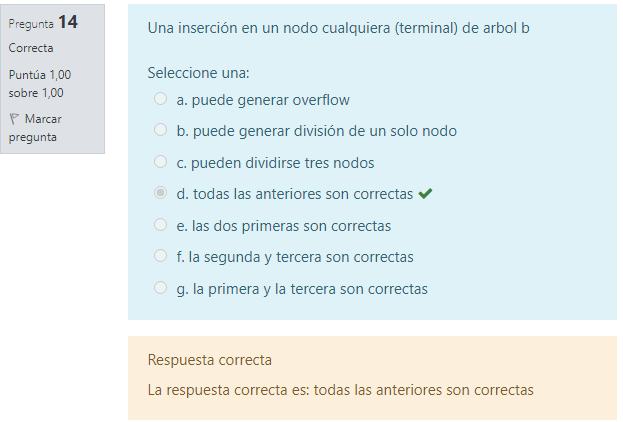 Pregunta 14
Correcta
Puntúa 1,00
sobre 1,00
Marcar
pregunta
Una inserción en un nodo cualquiera (terminal) de arbol b
Seleccione una:
a. puede generar overflow
b. puede generar división de un solo nodo
c. pueden dividirse tres nodos
d. todas las anteriores son correctas
e. las dos primeras son correctas
f. la segunda y tercera son correctas
g. la primera y la tercera son correctas
Respuesta correcta
La respuesta correcta es: todas las anteriores son correctas